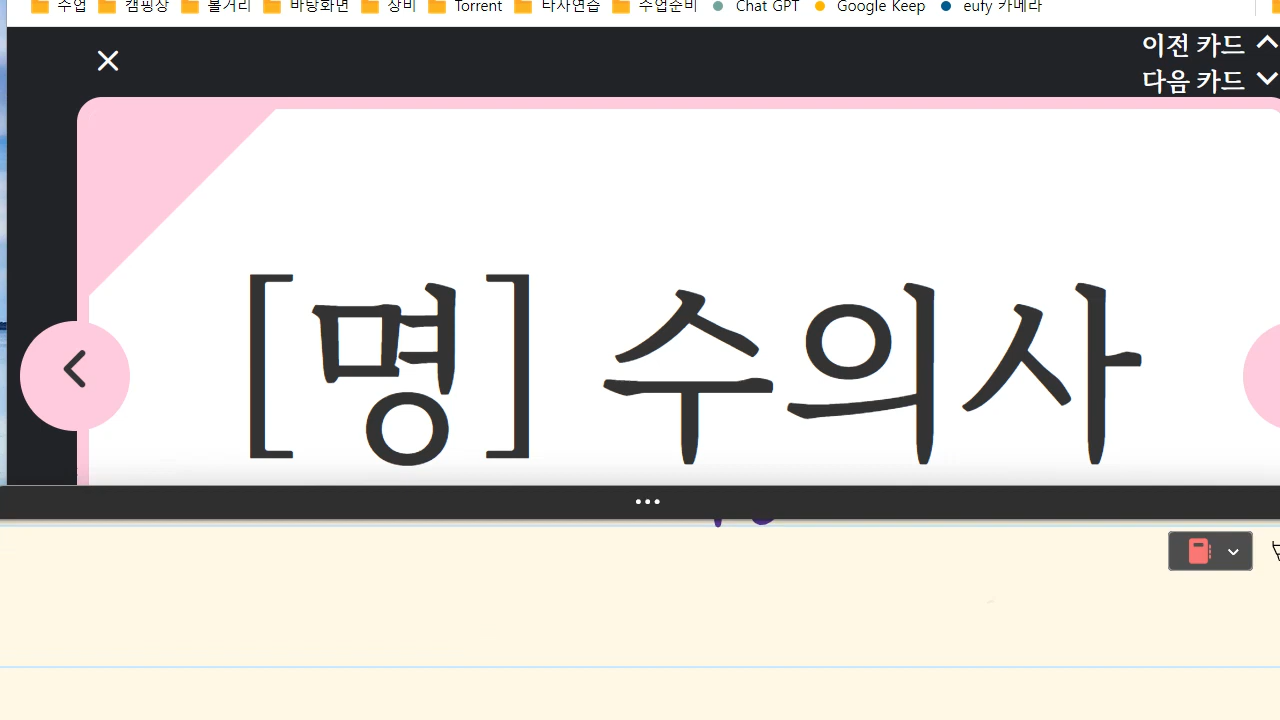 수업 캠핑장 볼거리 바탕화면 장비 Torrent 타자연습 수업준비 Chat GPT Google Keep eufy 카메라
이전 카드
다음 카드
[명] 수의사